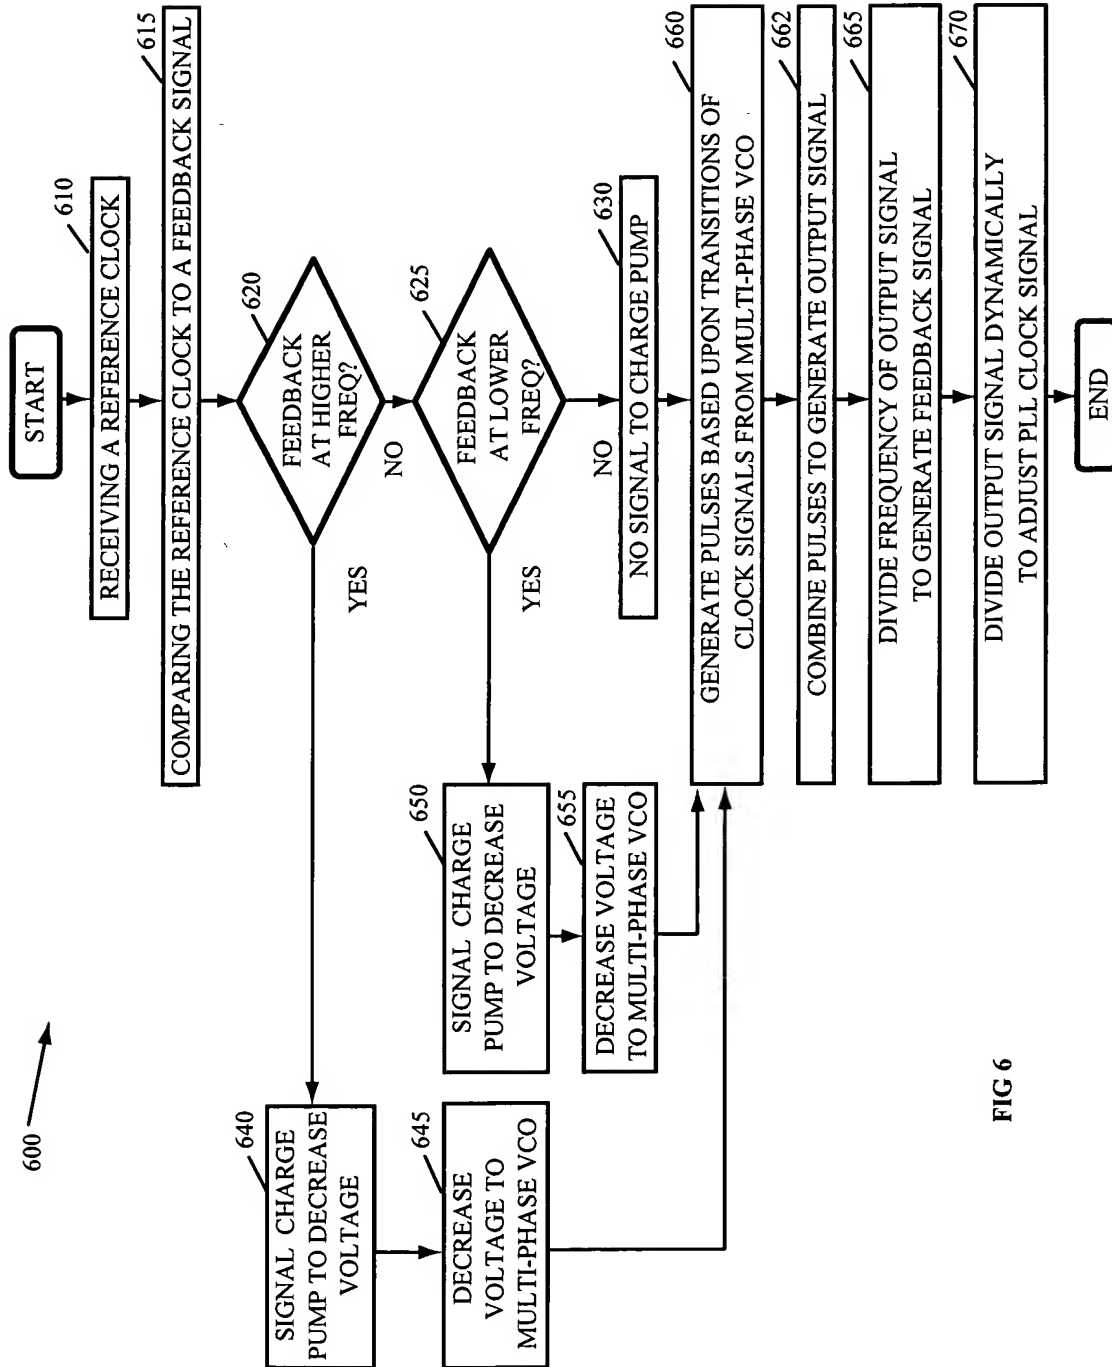 600
START
610
RECEIVING A REFERENCE CLOCK
615
COMPARING THE REFERENCE CLOCK TO A FEEDBACK SIGNAL
620
FEEDBACK
AT HIGHER
FREQ?
YES
NO
625
FEEDBACK
AT LOWER
FREQ?
YES
NO
630
NO SIGNAL TO CHARGE PUMP
640
SIGNAL CHARGE
PUMP TO DECREASE
VOLTAGE
645
DECREASE
VOLTAGE TO
MULTI-PHASE VCO
650
SIGNAL CHARGE
PUMP TO DECREASE
VOLTAGE
655
DECREASE VOLTAGE
TO MULTI-PHASE VCO
660
GENERATE PULSES BASED UPON TRANSITIONS OF
CLOCK SIGNALS FROM MULTI-PHASE VCO
662
COMBINE PULSES TO GENERATE OUTPUT SIGNAL
665
DIVIDE FREQUENCY OF OUTPUT SIGNAL
TO GENERATE FEEDBACK SIGNAL
670
DIVIDE OUTPUT SIGNAL DYNAMICALLY
TO ADJUST PLL CLOCK SIGNAL
END
FIG 6